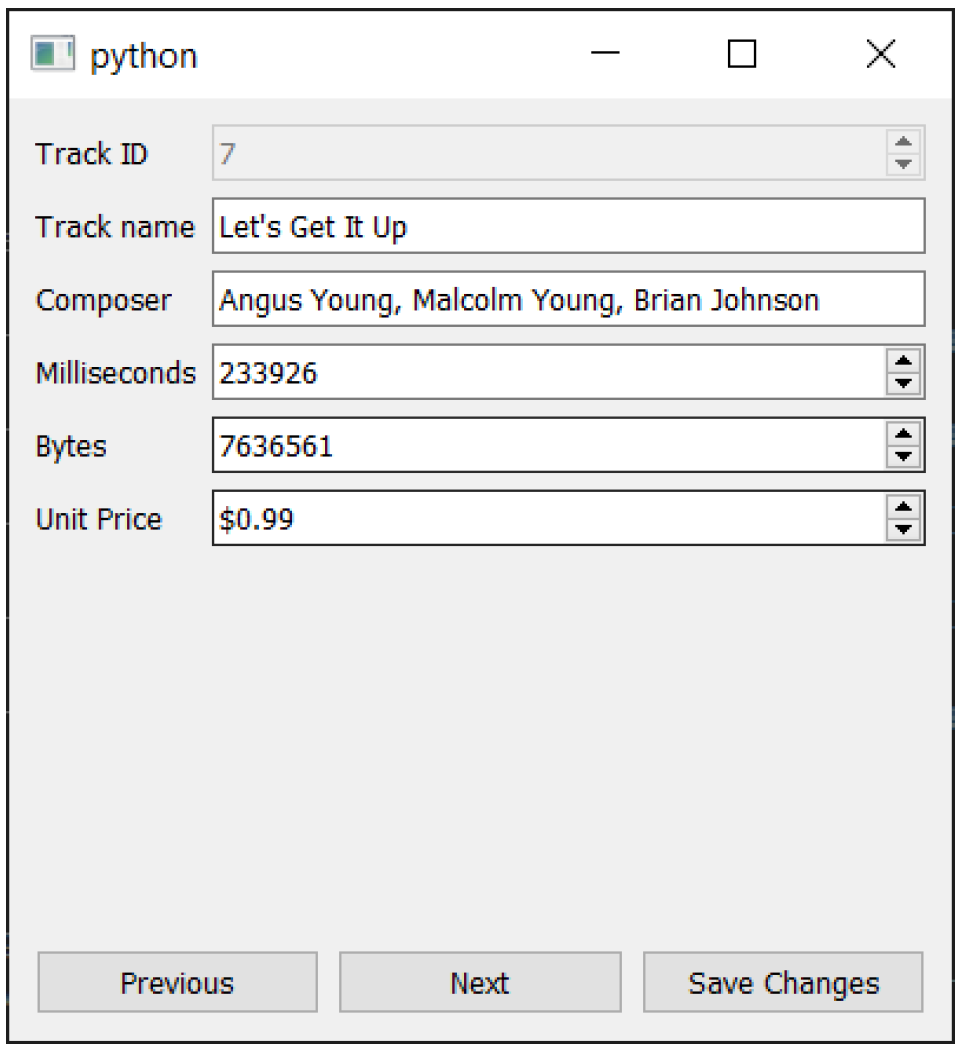 python
Track ID 7
Track name Let's Get It Up
Composer Angus Young, Malcolm Young, Brian Johnson
Milliseconds 233926
Bytes 7636561
Unit Price $0.99
Previous Next Save Changes